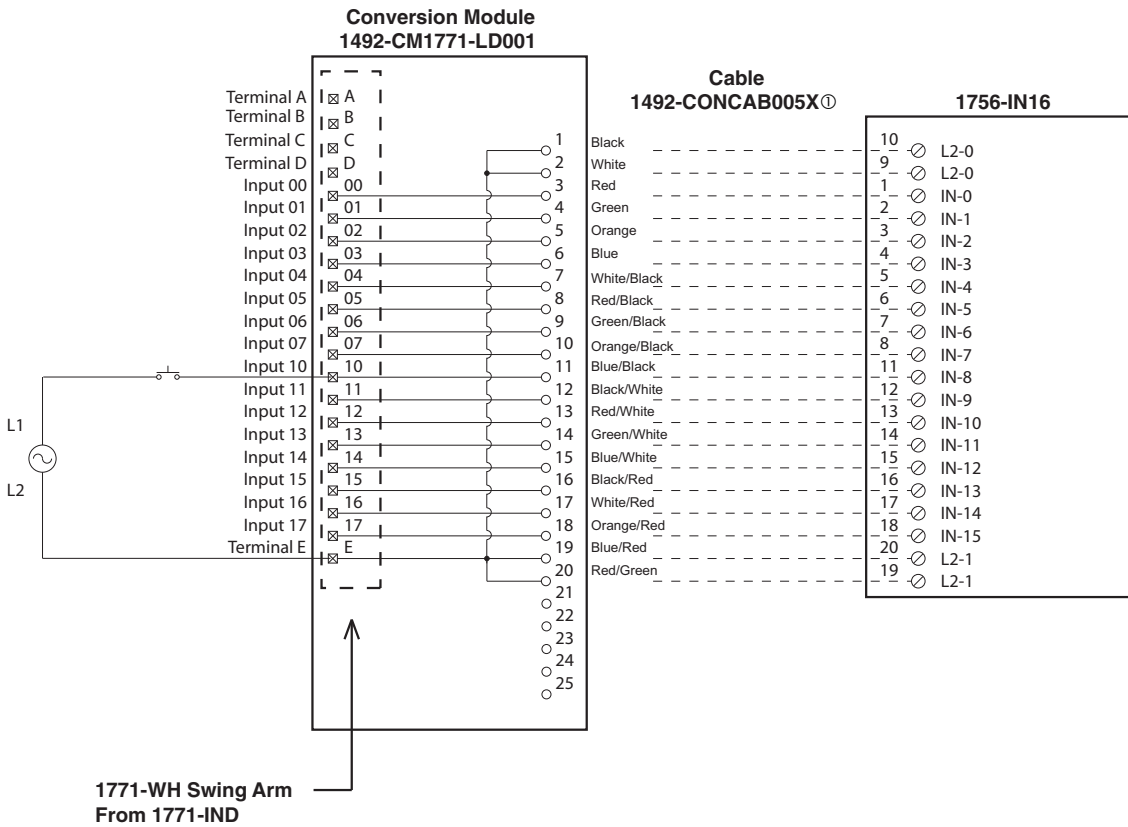 Conversion Module
1492-CM1771-LD001
Cable
1492-CONCAB005X①
1756-IN16
Terminal A
Terminal B
Terminal C
Terminal D
Input 00
Input 01
Input 02
Input 03
Input 04
Input 05
Input 06
Input 07
Input 10
Input 11
Input 12
Input 13
Input 14
Input 15
Input 16
Input 17
Terminal E
A
B
C
D
00
01
02
03
04
05
06
07
10
11
12
13
14
15
16
17
E
L1
L2
1 Black 10 L2-0
2 White 9 L2-0
3 Red 1 IN-0
4 Green 2 IN-1
5 Orange 3 IN-2
6 Blue 4 IN-3
7 White/Black 5 IN-4
8 Red/Black 6 IN-5
9 Green/Black 7 IN-6
10 Orange/Black 8 IN-7
11 Blue/Black 11 IN-8
12 Black/White 12 IN-9
13 Red/White 13 IN-10
14 Green/White 14 IN-11
15 Blue/White 15 IN-12
16 Black/Red 16 IN-13
17 White/Red 17 IN-14
18 Orange/Red 18 IN-15
19 Blue/Red 20 L2-1
20 Red/Green 19 L2-1
21
22
23
24
25
1771-WH Swing Arm
From 1771-IND